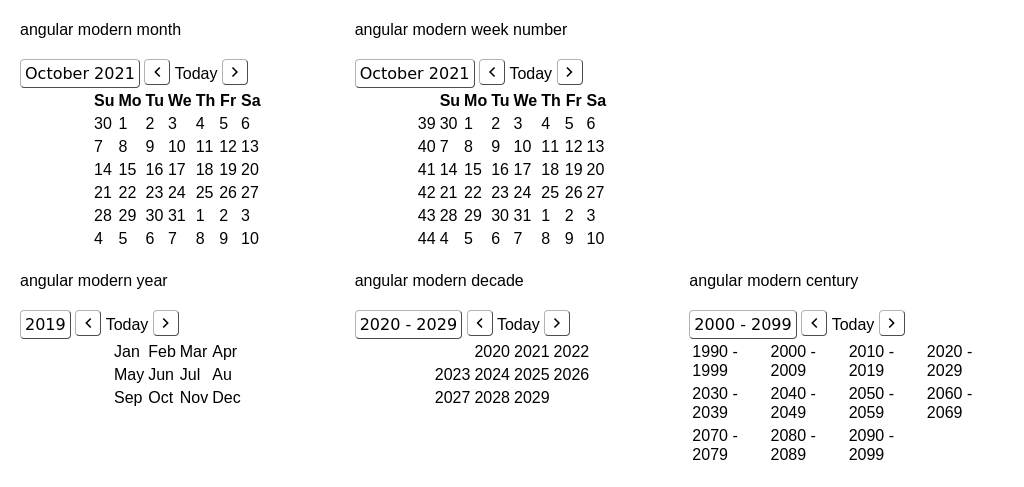 angular modern month
October 2021 Today
Su Mo Tu We Th Fr Sa
30 1 2 3 4 5 6
7 8 9 10 11 12 13
14 15 16 17 18 19 20
21 22 23 24 25 26 27
28 29 30 31 1 2 3
4 5 6 7 8 9 10
angular modern week number
October 2021 Today
Su Mo Tu We Th Fr Sa
39 30 1 2 3 4 5 6
40 7 8 9 10 11 12 13
41 14 15 16 17 18 19 20
42 21 22 23 24 25 26 27
43 28 29 30 31 1 2 3
44 4 5 6 7 8 9 10
angular modern year
2019 Today
Jan Feb Mar Apr
May Jun Jul Au
Sep Oct Nov Dec
angular modern decade
2020 - 2029 Today
2020 2021 2022
2023 2024 2025 2026
2027 2028 2029
angular modern century
2000 - 2099 Today
1990 - 2000 - 2010 - 2020 -
1999 2009 2019 2029
2030 - 2040 - 2050 - 2060 -
2039 2049 2059 2069
2070 - 2080 - 2090 -
2079 2089 2099